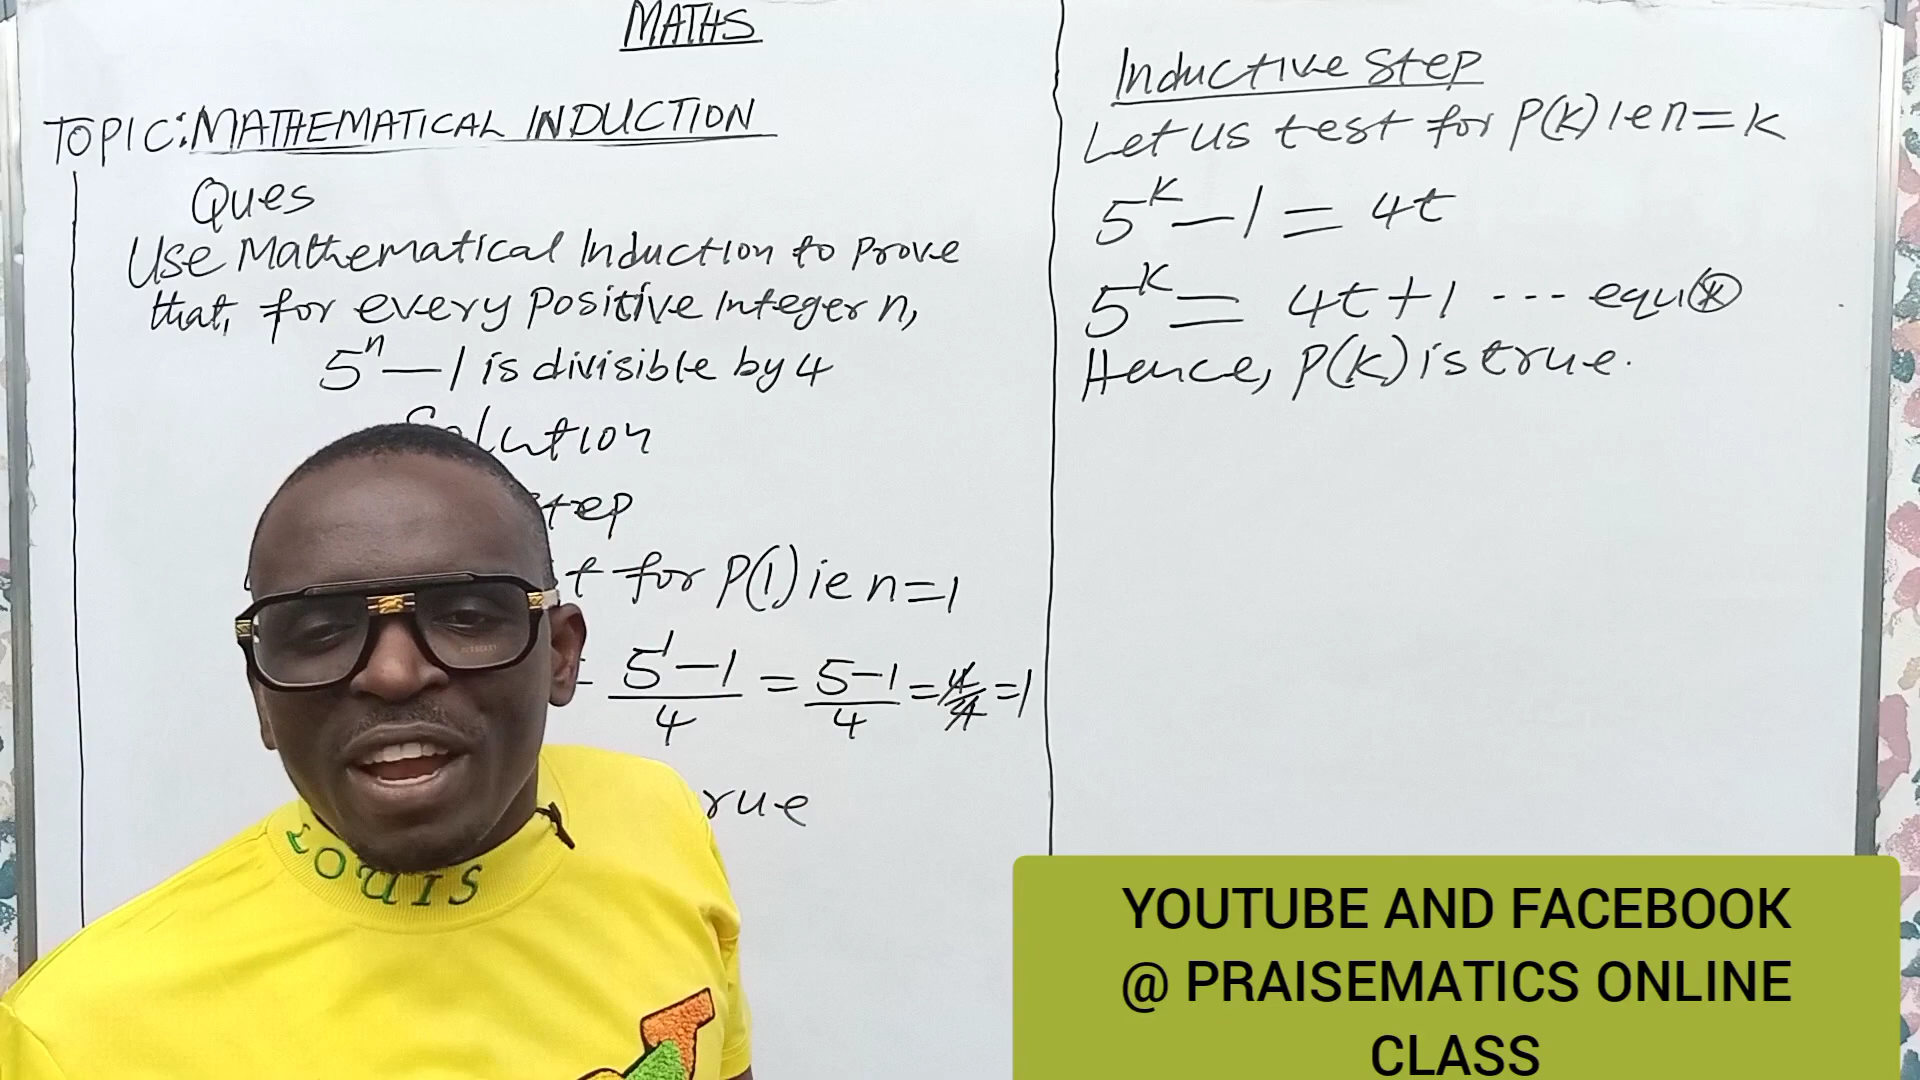 MATHS
TOPIC: MATHEMATICAL INDUCTION
Ques
Use Mathematical Induction to prove
that, for every positive integer n,
5ⁿ – 1 is divisible by 4
Solution
for P(1) ie n=1
= (5¹–1)/4 = (5–1)/4 = 4/4 = 1
Inductive Step
Let us test for P(k) ie n=k
5ᵏ – 1 = 4t
5ᵏ = 4t+1 --- equ(*)
Hence, P(k) is true.
LOUIS
YOUTUBE AND FACEBOOK
@ PRAISEMATICS ONLINE
CLASS